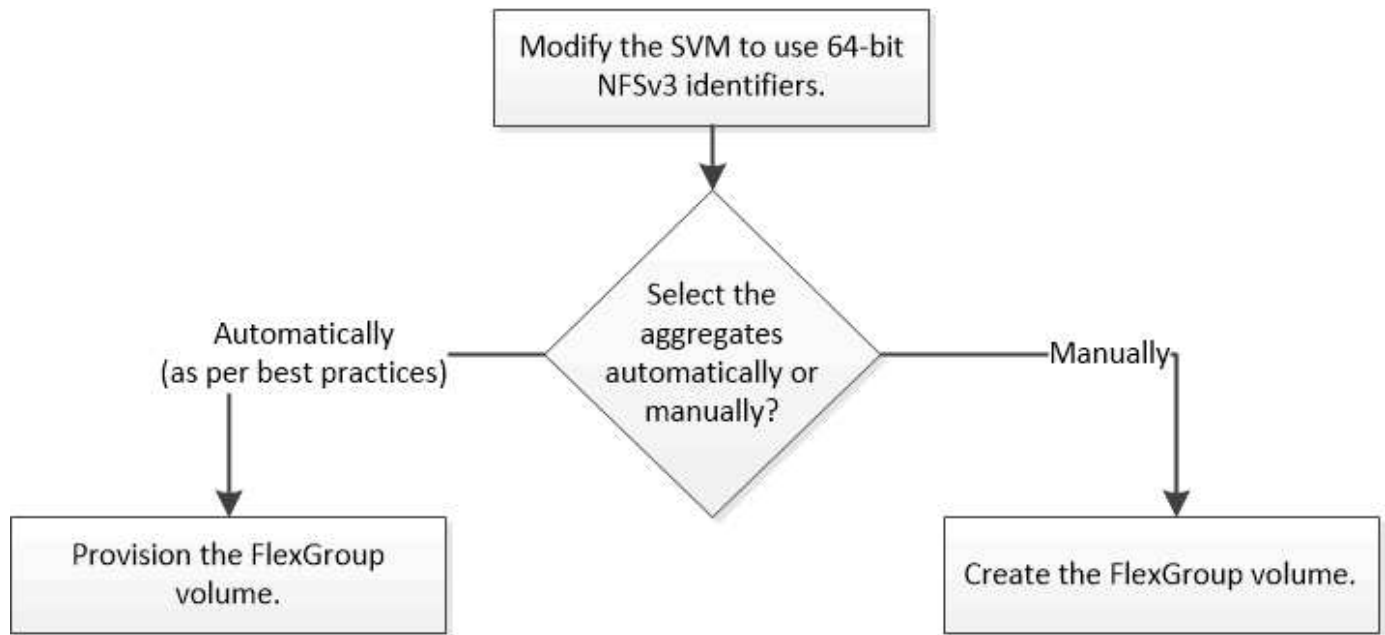 Modify the SVM to use 64-bit
NFSv3 identifiers.
Select the
aggregates
automatically or
manually?
Automatically
(as per best practices)
Manually
Provision the FlexGroup
volume.
Create the FlexGroup volume.